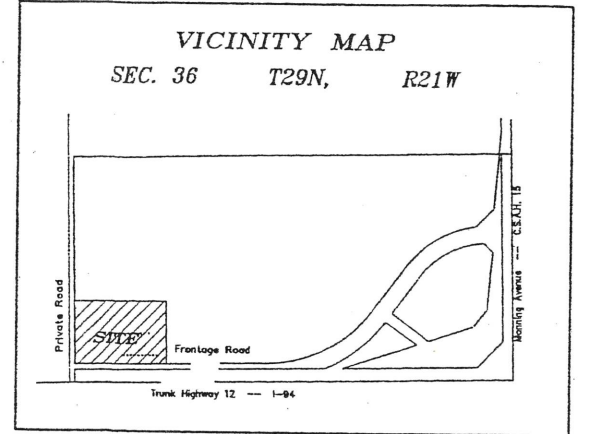 VICINITY MAP
SEC. 36 T29N, R21W
Private Road
SITE
Frontage Road
Manning Avenue -- C.S.A.H. 15
Trunk Highway 12 -- I-94